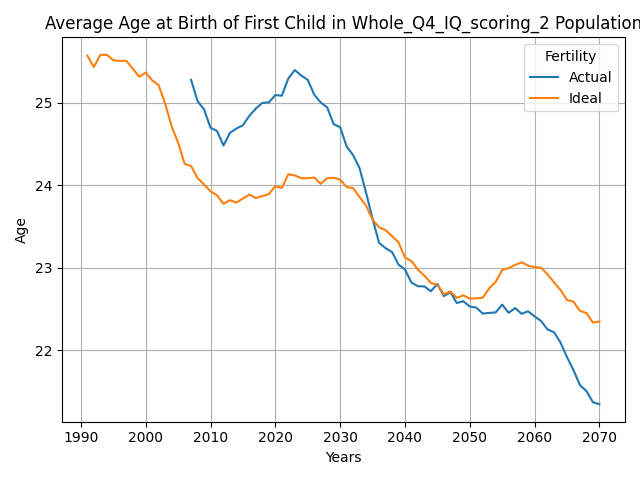 Average Age at Birth of First Child in Whole_Q4_IQ_scoring_2 Population
Fertility
Actual
Ideal
Age
25
24
23
22
1990 2000 2010 2020 2030 2040 2050 2060 2070
Years